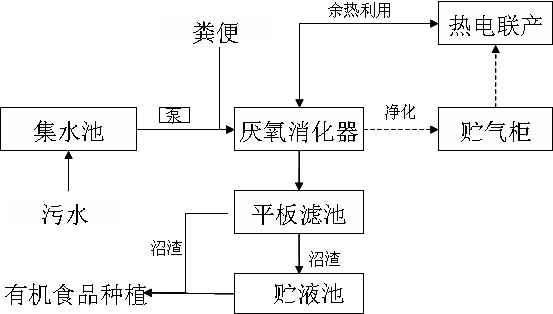 余热利用
粪便
热电联产
泵
净化
集水池
厌氧消化器
贮气柜
污水
平板滤池
沼渣
沼渣
有机食品种植
贮液池